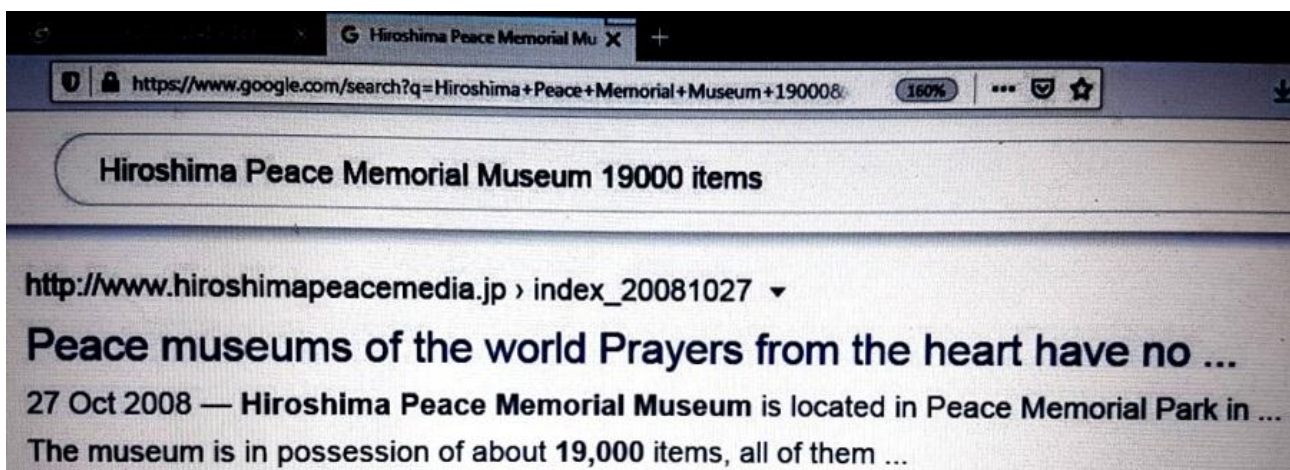 G Hiroshima Peace Memorial Mu X +
https://www.google.com/search?q=Hiroshima+Peace+Memorial+Museum+19000& 160% ...
Hiroshima Peace Memorial Museum 19000 items
http://www.hiroshimapeacemedia.jp › index_20081027
Peace museums of the world Prayers from the heart have no ...
27 Oct 2008 — Hiroshima Peace Memorial Museum is located in Peace Memorial Park in ...
The museum is in possession of about 19,000 items, all of them ...